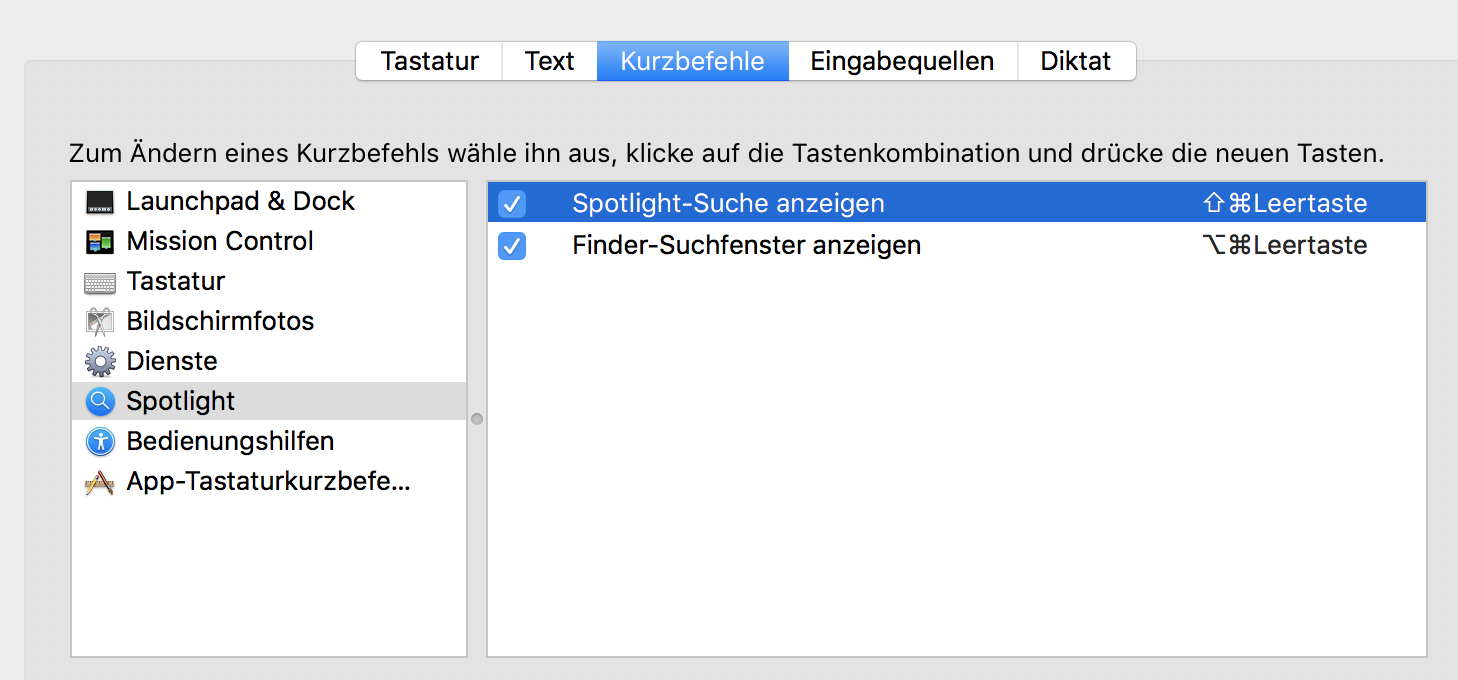 Tastatur Text Kurzbefehle Eingabequellen Diktat
Zum Ändern eines Kurzbefehls wähle ihn aus, klicke auf die Tastenkombination und drücke die neuen Tasten.
Launchpad & Dock
Mission Control
Tastatur
Bildschirmfotos
Dienste
Spotlight
Bedienungshilfen
App-Tastaturkurzbefe...
Spotlight-Suche anzeigen ⇧⌘Leertaste
Finder-Suchfenster anzeigen ⌥⌘Leertaste